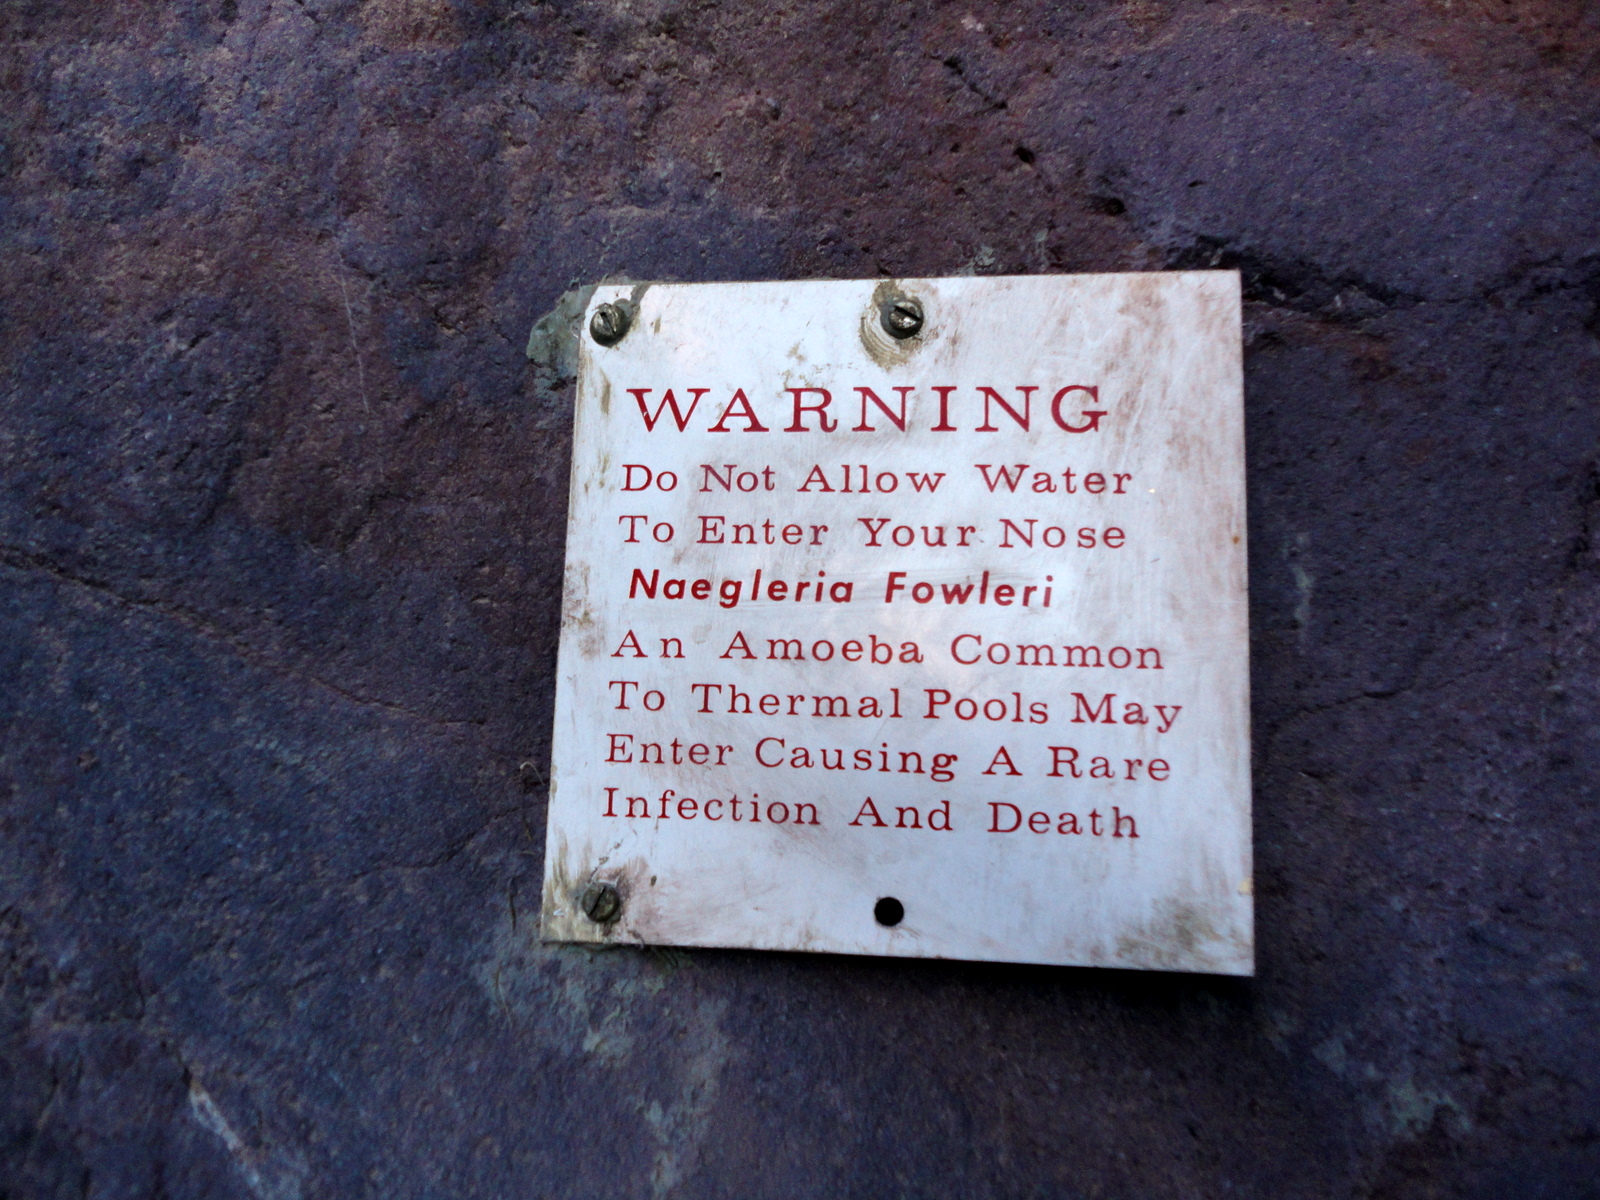 WARNING
Do Not Allow Water
To Enter Your Nose
Naegleria Fowleri
An Amoeba Common
To Thermal Pools May
Enter Causing A Rare
Infection And Death